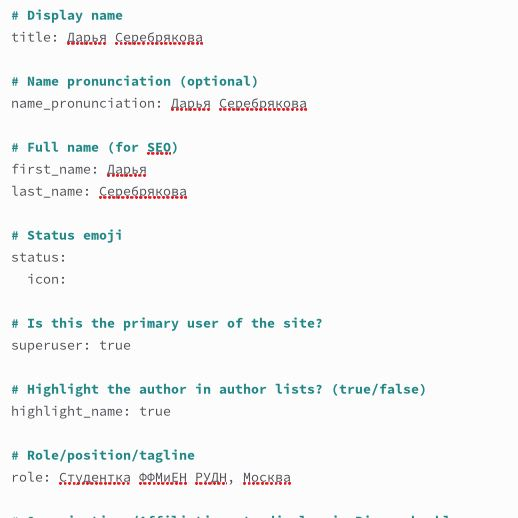 # Display name
title: Дарья Серебрякова
# Name pronunciation (optional)
name_pronunciation: Дарья Серебрякова
# Full name (for SEO)
first_name: Дарья
last_name: Серебрякова
# Status emoji
status:
icon:
# Is this the primary user of the site?
superuser: true
# Highlight the author in author lists? (true/false)
highlight_name: true
# Role/position/tagline
role: Студентка ФФМиЕН РУДН, Москва